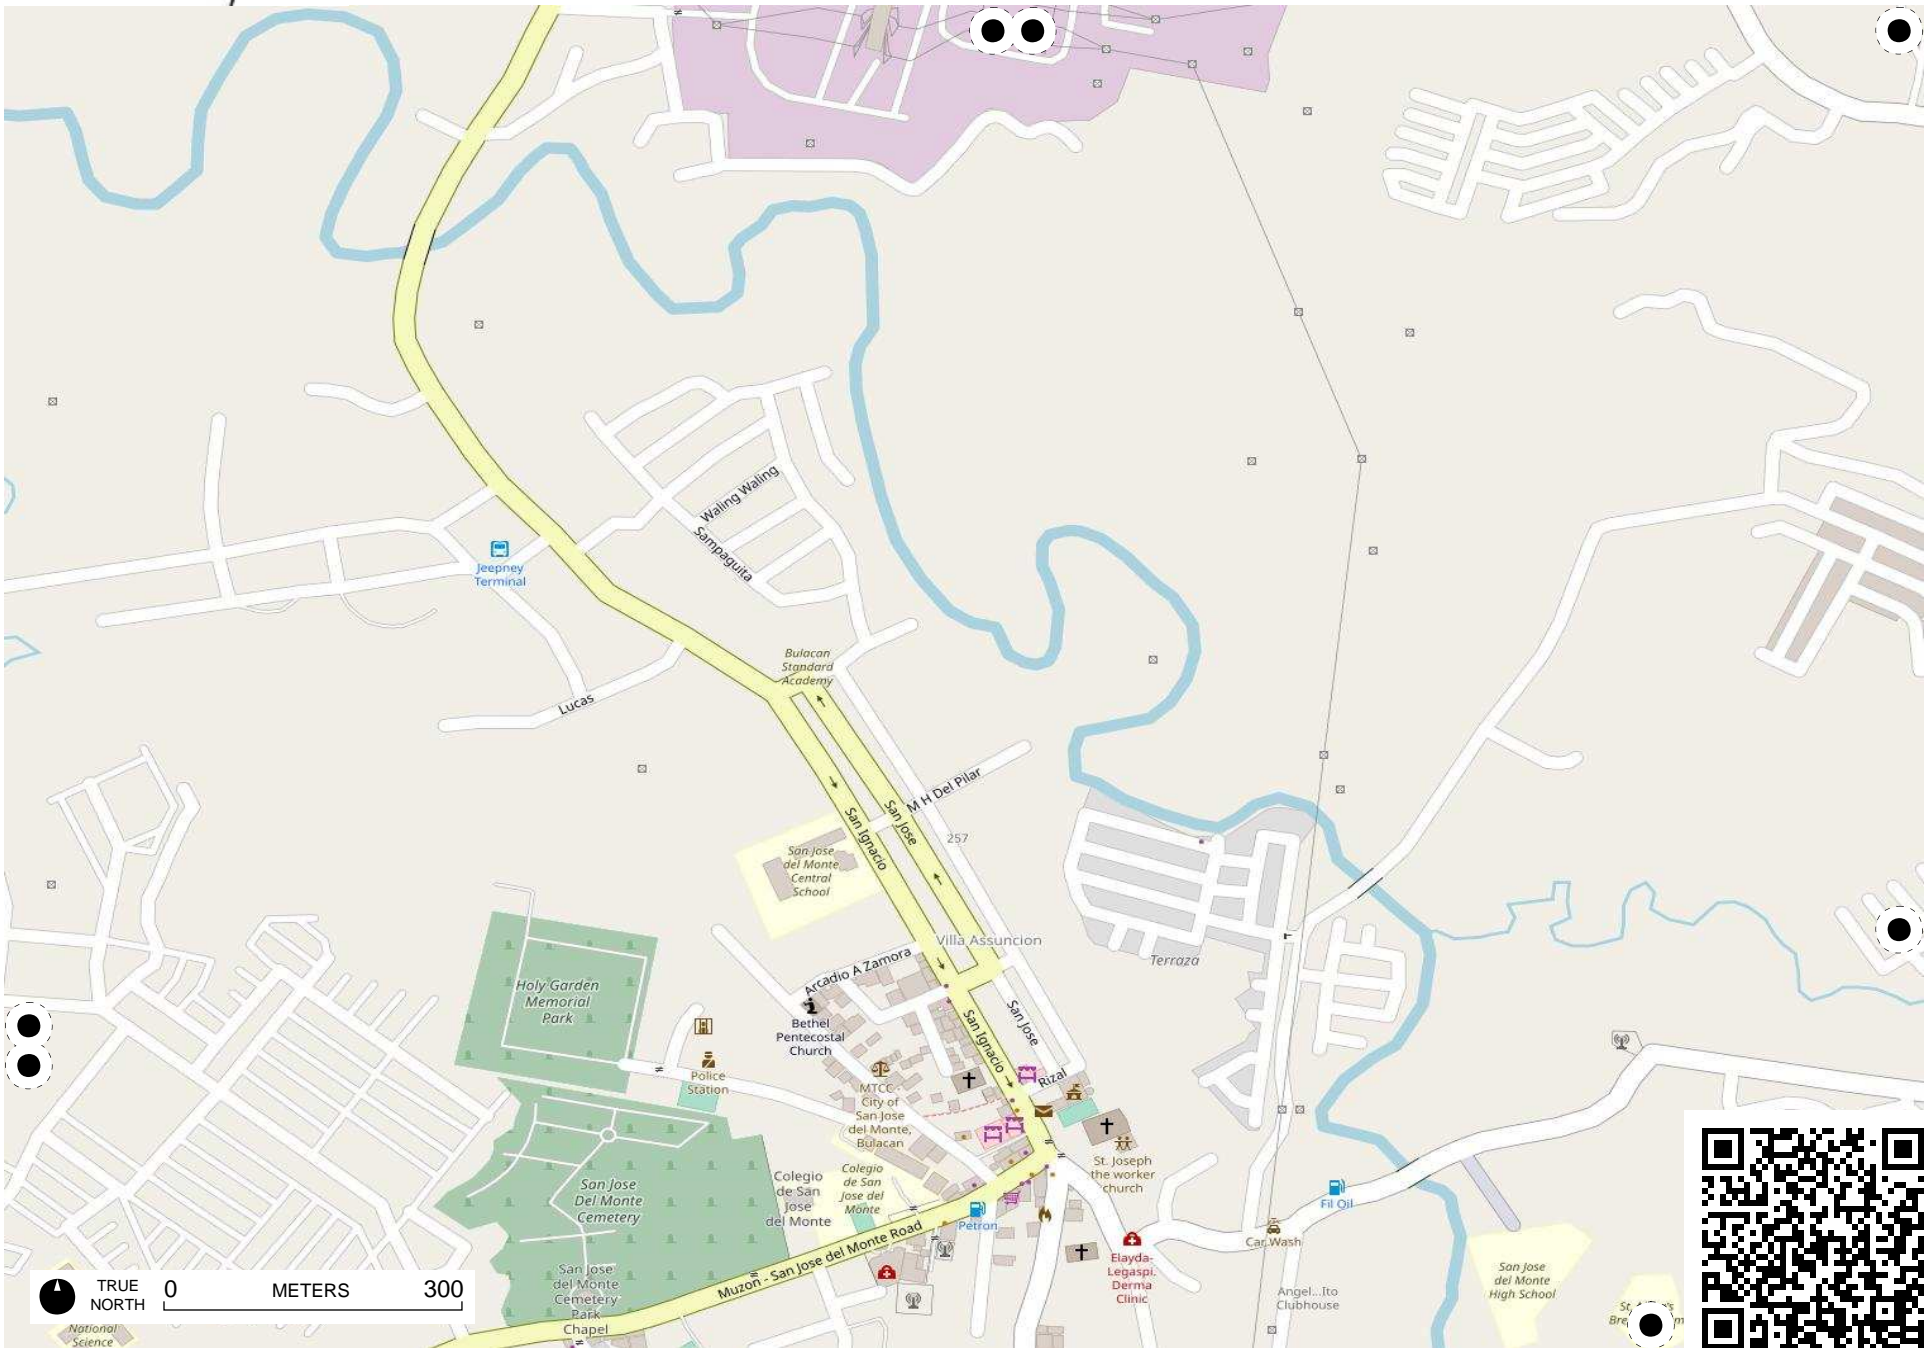 Waling Waling
Sampaguita
Jeepney
Terminal
Bulacan
Standard
Academy
Lucas
M H Del Pilar
San Jose
San Ignacio
257
San Jose
del Monte
Central
School
Villa Assuncion
Terraza
Arcadio A Zamora
Holy Garden
Memorial
Park
Bethel
Pentecostal
Church
San Jose
San Ignacio
Rizal
Police
Station
MTCC -
City of
San Jose
del Monte,
Bulacan
St. Joseph
the worker
church
San Jose
Del Monte
Cemetery
Colegio
de San
Jose
del Monte
Colegio
de San
Jose del
Monte
Petron
Fil Oil
Car Wash
Muzon - San Jose del Monte Road
Elayda-
Legaspi.
Derma
Clinic
Angel...Ito
Clubhouse
San Jose
del Monte
High School
San Jose
del Monte
Cemetery
Park
Chapel
TRUE
NORTH
0 METERS 300
National
Science